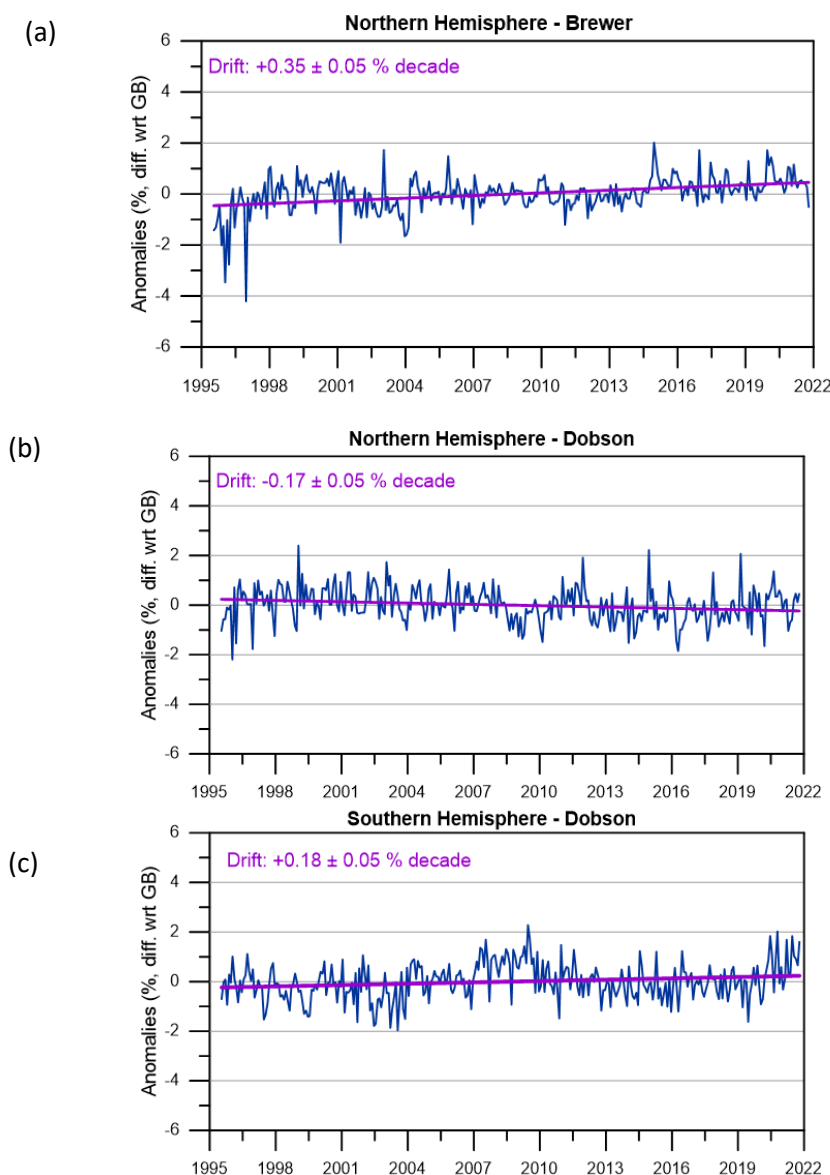 (a)
Northern Hemisphere - Brewer
Drift: +0.35 ± 0.05 % decade
Anomalies (%, diff. wrt GB)
6
4
2
0
-2
-4
-6
1995 1998 2001 2004 2007 2010 2013 2016 2019 2022
(b)
Northern Hemisphere - Dobson
Drift: -0.17 ± 0.05 % decade
Anomalies (%, diff. wrt GB)
6
4
2
0
-2
-4
-6
1995 1998 2001 2004 2007 2010 2013 2016 2019 2022
(c)
Southern Hemisphere - Dobson
Drift: +0.18 ± 0.05 % decade
Anomalies (%, diff. wrt GB)
6
4
2
0
-2
-4
-6
1995 1998 2001 2004 2007 2010 2013 2016 2019 2022